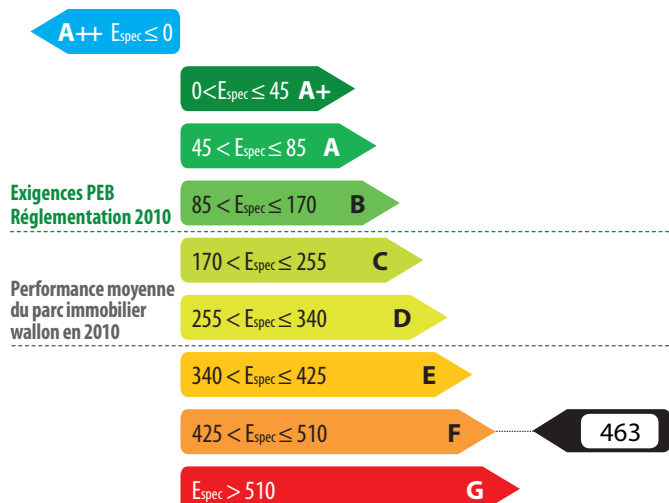 A++ Espec ≤ 0
0 < Espec ≤ 45 A+
45 < Espec ≤ 85 A
Exigences PEB
Réglementation 2010
85 < Espec ≤ 170 B
170 < Espec ≤ 255 C
Performance moyenne
du parc immobilier
wallon en 2010
255 < Espec ≤ 340 D
340 < Espec ≤ 425 E
425 < Espec ≤ 510 F
463
Espec > 510 G